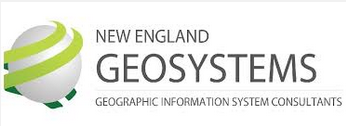 NEW ENGLAND
GEOSYSTEMS
GEOGRAPHIC INFORMATION SYSTEM CONSULTANTS